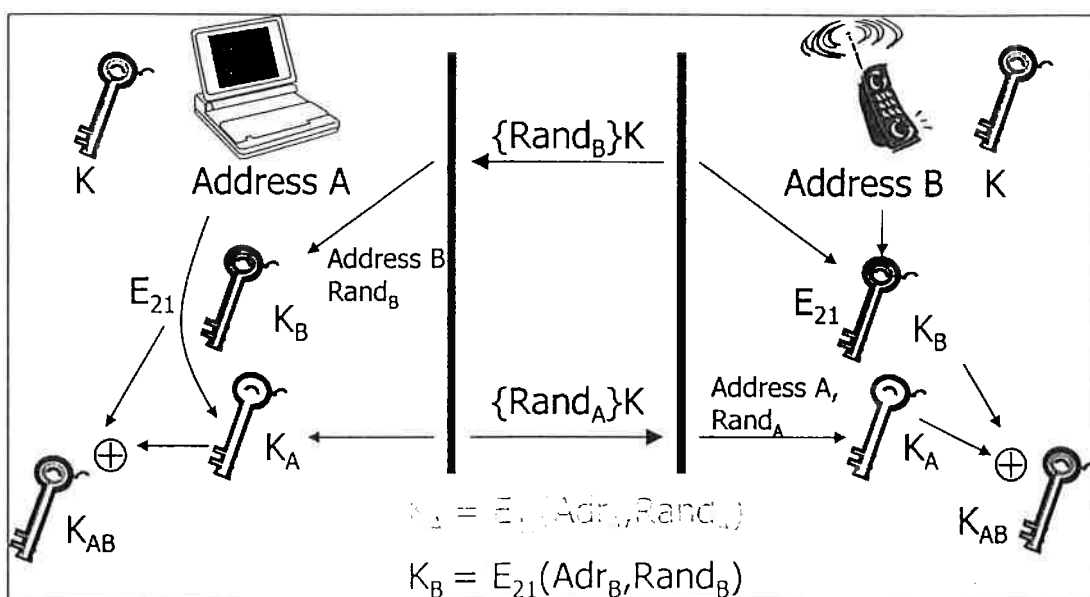 {Rand_B}K
K
Address A
Address B
K
Address B
Rand_B
E_21
K_B
E_21
K_B
{Rand_A}K
Address A,
Rand_A
K_A
K_A
K_AB
K_AB
K_B = E_21(Adr_B,Rand_B)